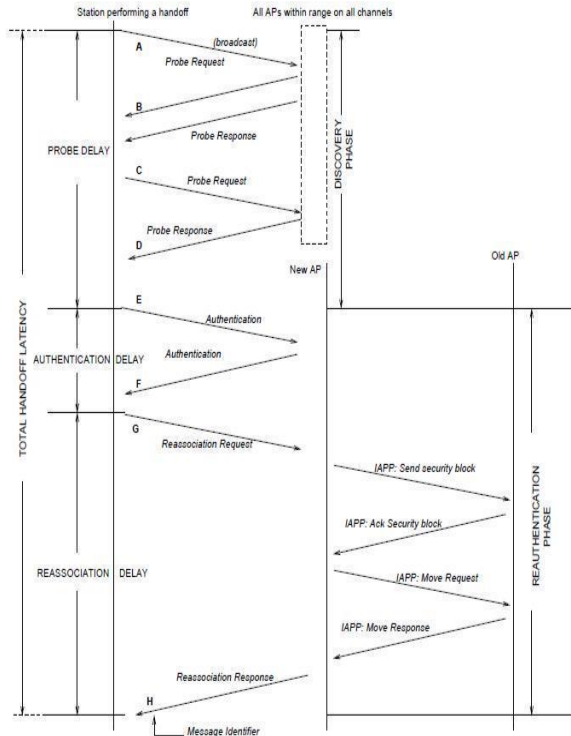 Station performing a handoff
All APs within range on all channels
A
(broadcast)
Probe Request
B
Probe Response
PROBE DELAY
DISCOVERY
PHASE
C
Probe Request
Probe Response
D
Old AP
New AP
E
Authentication
AUTHENTICATION DELAY
Authentication
F
TOTAL HANDOFF LATENCY
G
Reassociation Request
IAPP: Send security block
IAPP: Ack Security block
REASSOCIATION DELAY
IAPP: Move Request
REAUTHENTICATION
PHASE
IAPP: Move Response
Reassociation Response
H
Message Identifier